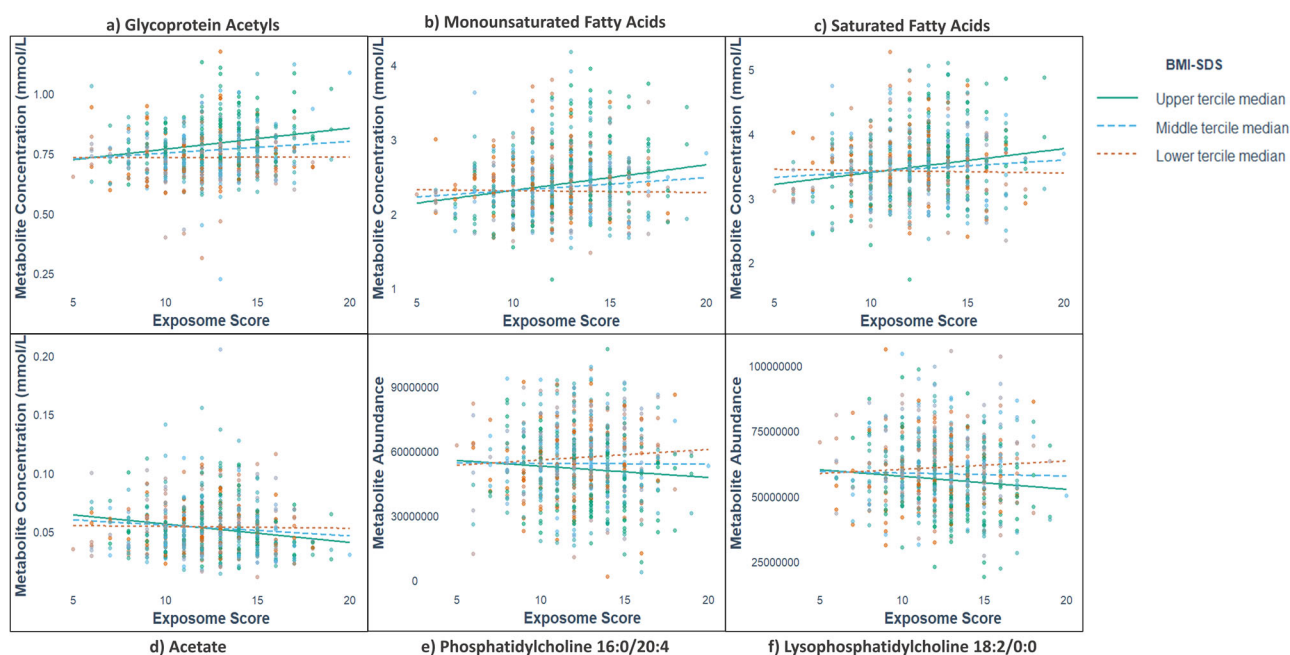 a) Glycoprotein Acetyls
b) Monounsaturated Fatty Acids
c) Saturated Fatty Acids
Metabolite Concentration (mmol/L)
1.00
0.75
0.50
0.25
5
10
15
20
Exposome Score
Metabolite Concentration (mmol/L)
4
3
2
1
5
10
15
20
Exposome Score
Metabolite Concentration (mmol/L)
5
4
3
2
5
10
15
20
Exposome Score
BMI-SDS
Upper tercile median
Middle tercile median
Lower tercile median
Metabolite Concentration (mmol/L)
0.20
0.15
0.10
0.05
5
10
15
20
Exposome Score
Metabolite Abundance
90000000
60000000
30000000
0
5
10
15
20
Exposome Score
Metabolite Abundance
100000000
75000000
50000000
25000000
5
10
15
20
Exposome Score
d) Acetate
e) Phosphatidylcholine 16:0/20:4
f) Lysophosphatidylcholine 18:2/0:0